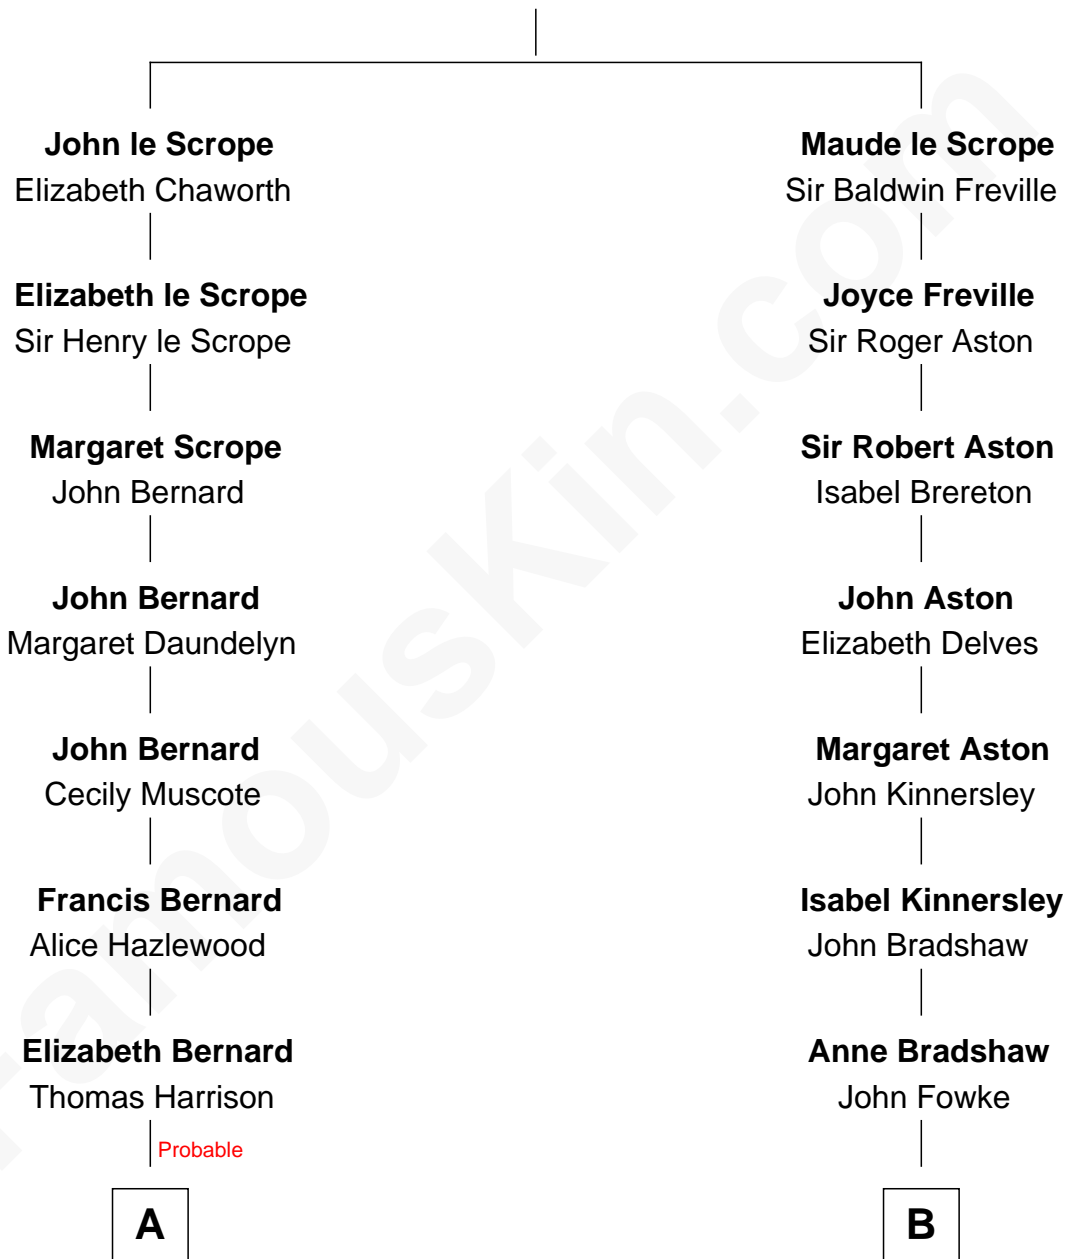 John le Scrope
Elizabeth Chaworth
Elizabeth le Scrope
Sir Henry le Scrope
Margaret Scrope
John Bernard
John Bernard
Margaret Daundelyn
John Bernard
Cecily Muscote
Francis Bernard
Alice Hazlewood
Elizabeth Bernard
Thomas Harrison
Probable
A
Maude le Scrope
Sir Baldwin Freville
Joyce Freville
Sir Roger Aston
Sir Robert Aston
Isabel Brereton
John Aston
Elizabeth Delves
Margaret Aston
John Kinnersley
Isabel Kinnersley
John Bradshaw
Anne Bradshaw
John Fowke
B
FamousKin.com